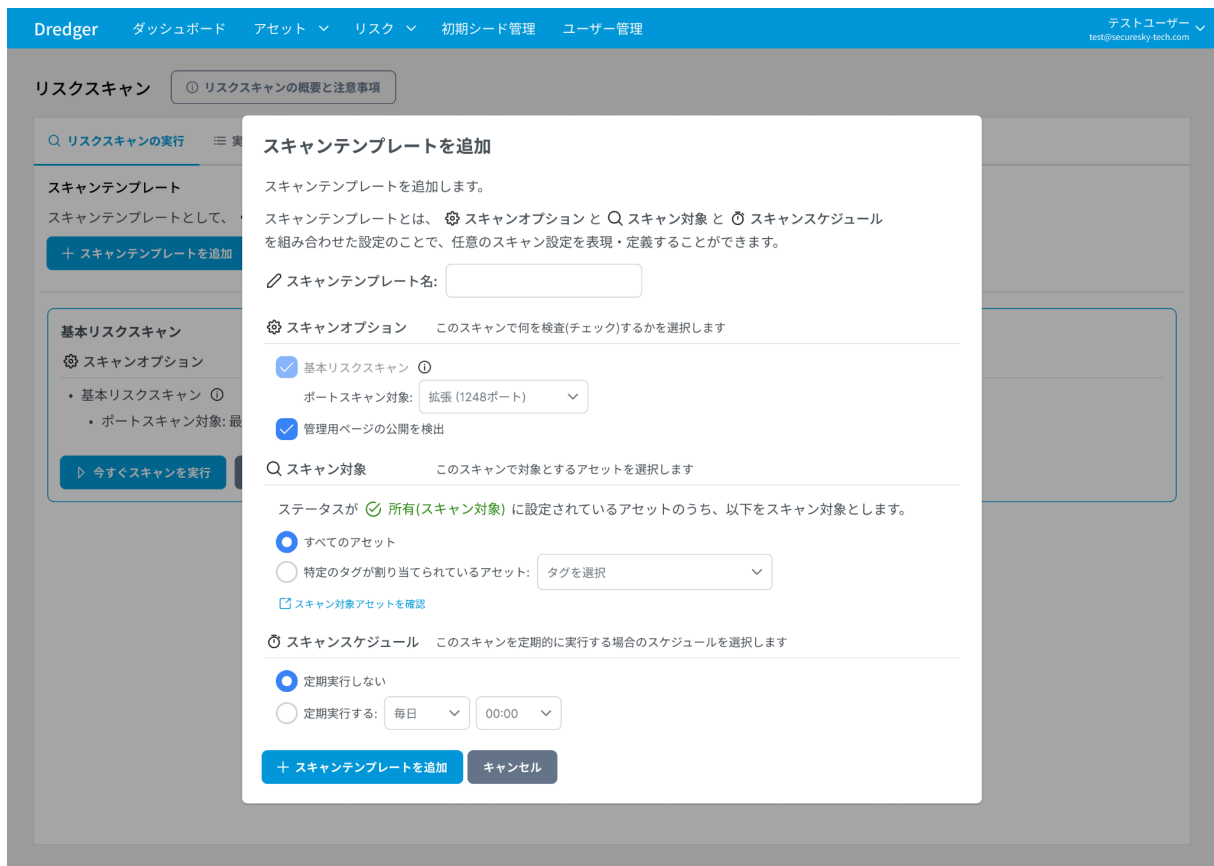 Dredger ダッシュボード アセット リスク 初期シード管理 ユーザー管理 テストユーザー
test@securesky-tech.com
リスクスキャン リスクスキャンの概要と注意事項
リスクスキャンの実行 実
スキャンテンプレート
スキャンテンプレートとして、
スキャンテンプレートを追加
基本リスクスキャン
スキャンオプション
・基本リスクスキャン
・ポートスキャン対象: 最
今すぐスキャンを実行
スキャンテンプレートを追加
スキャンテンプレートを追加します。
スキャンテンプレートとは、 スキャンオプション と スキャン対象 と スキャンスケジュール
を組み合わせた設定のことで、任意のスキャン設定を表現・定義することができます。
スキャンテンプレート名:
スキャンオプション このスキャンで何を検査(チェック)するかを選択します
基本リスクスキャン
ポートスキャン対象: 拡張 (1248ポート)
管理用ページの公開を検出
スキャン対象 このスキャンで対象とするアセットを選択します
ステータスが 所有(スキャン対象) に設定されているアセットのうち、以下をスキャン対象とします。
すべてのアセット
特定のタグが割り当てられているアセット: タグを選択
スキャン対象アセットを確認
スキャンスケジュール このスキャンを定期的に実行する場合のスケジュールを選択します
定期実行しない
定期実行する: 毎日 00:00
スキャンテンプレートを追加 キャンセル